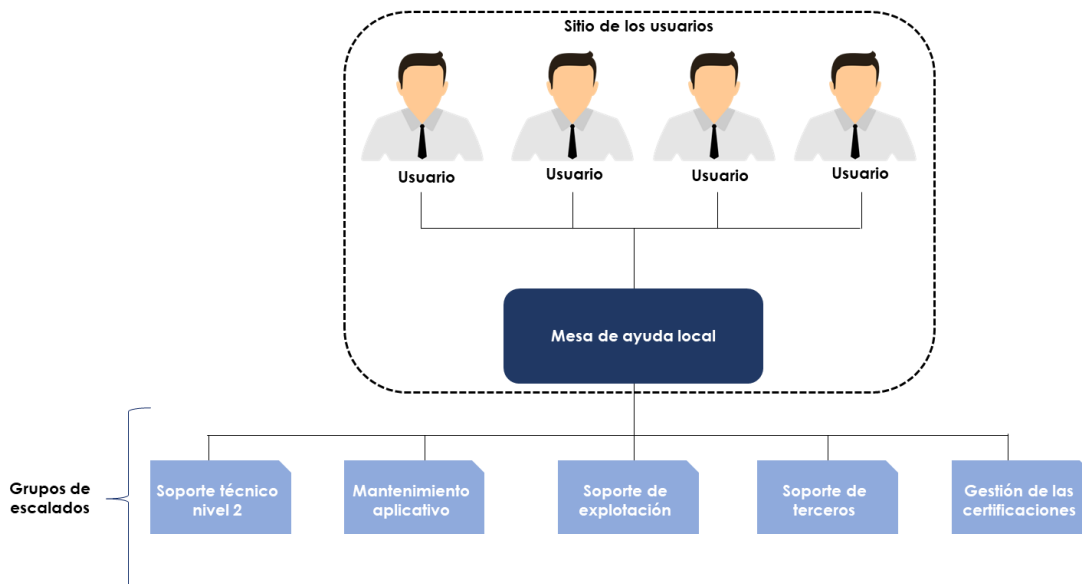 Sitio de los usuarios
Usuario
Usuario
Usuario
Usuario
Mesa de ayuda local
Grupos de
escalados
Soporte técnico
nivel 2
Mantenimiento
aplicativo
Soporte de
explotación
Soporte de
terceros
Gestión de las
certificaciones